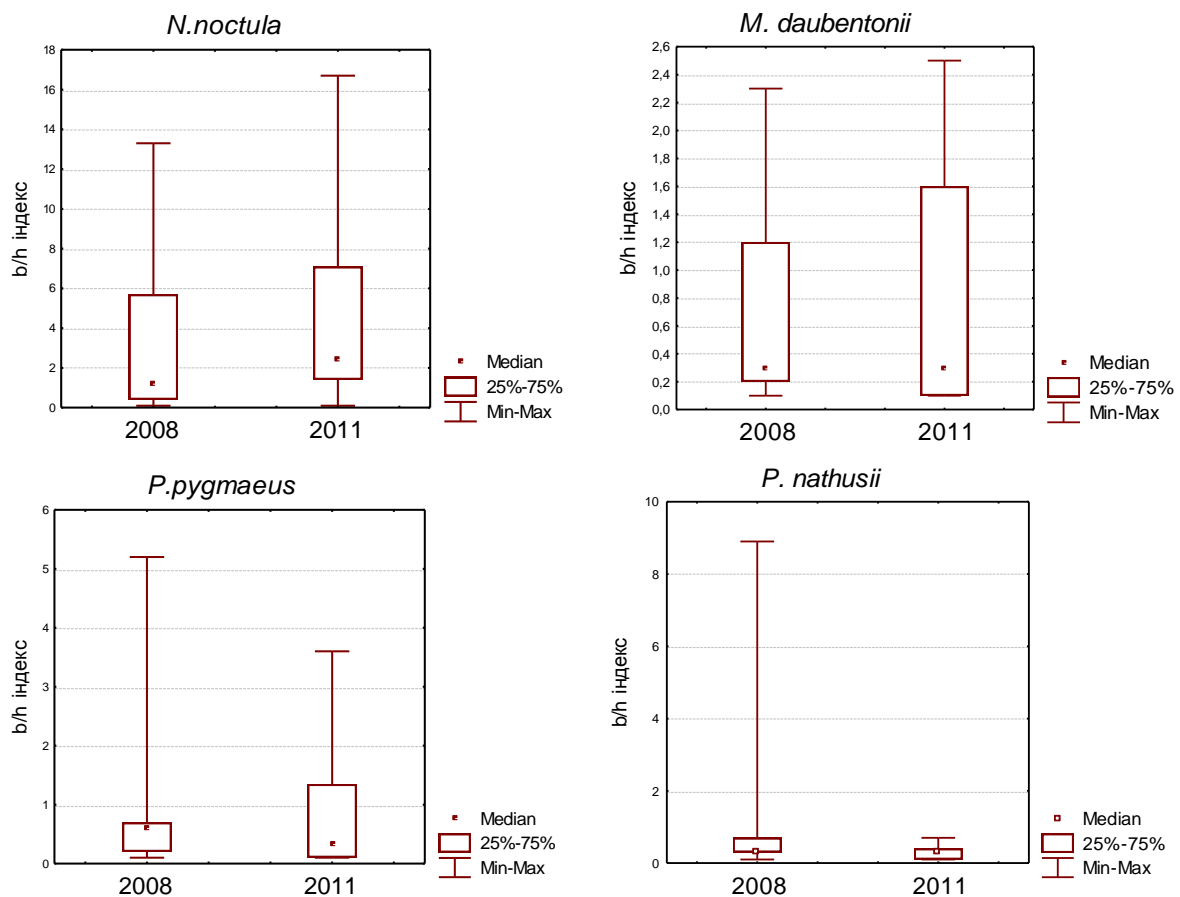 N.noctula
18
16
14
12
10
8
6
4
2
0
b/h індекс
2008 2011
Median
25%-75%
Min-Max
M. daubentonii
2,6
2,4
2,2
2,0
1,8
1,6
1,4
1,2
1,0
0,8
0,6
0,4
0,2
0,0
b/h індекс
2008 2011
Median
25%-75%
Min-Max
P.pygmaeus
6
5
4
3
2
1
0
b/h індекс
2008 2011
Median
25%-75%
Min-Max
P. nathusii
10
8
6
4
2
0
b/h індекс
2008 2011
Median
25%-75%
Min-Max